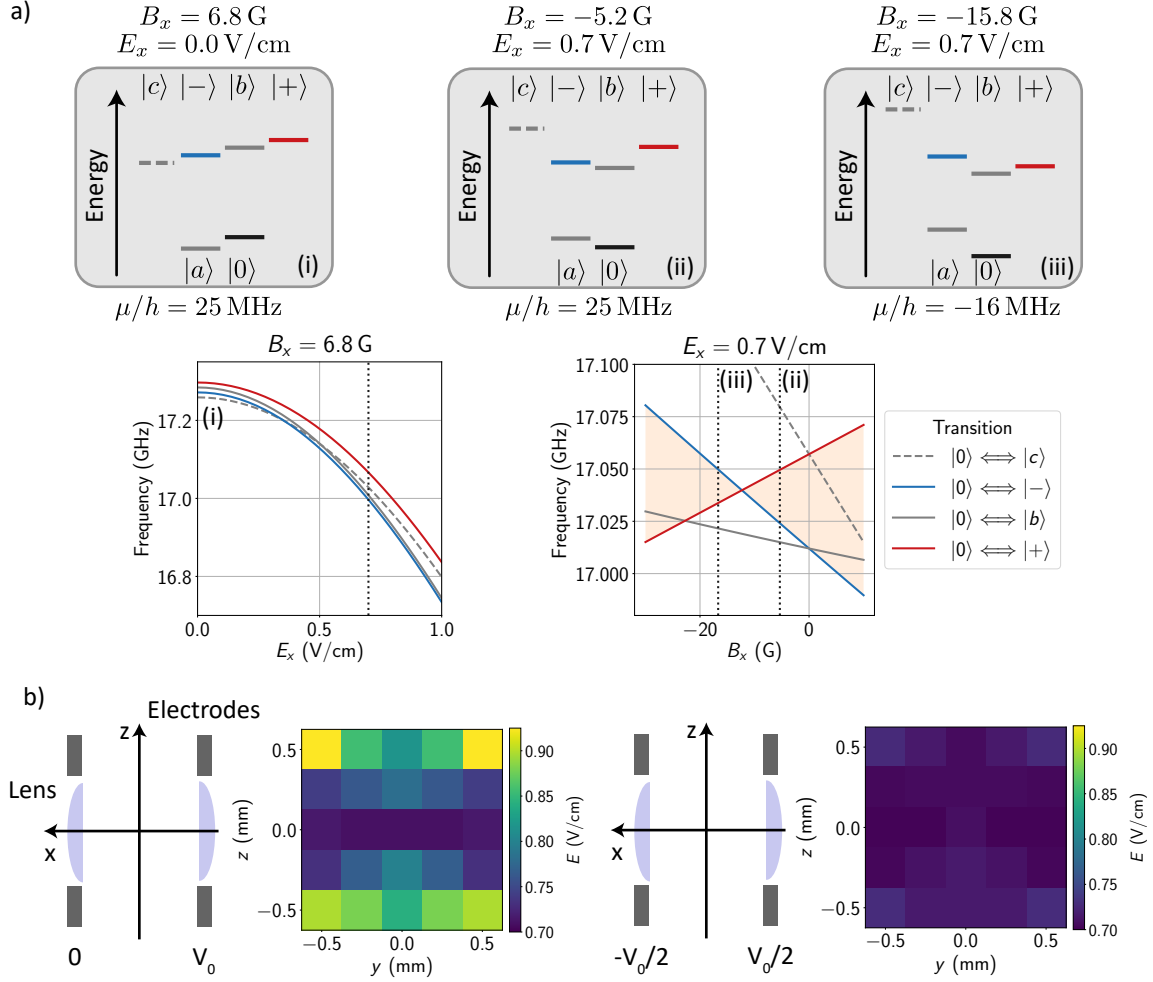 a)
B_x = 6.8 G
E_x = 0.0 V/cm
B_x = −5.2 G
E_x = 0.7 V/cm
B_x = −15.8 G
E_x = 0.7 V/cm
|c⟩ |−⟩ |b⟩ |+⟩
Energy
|a⟩ |0⟩ (i)
μ/h = 25 MHz
|c⟩ |−⟩ |b⟩ |+⟩
Energy
|a⟩ |0⟩ (ii)
μ/h = 25 MHz
|c⟩ |−⟩ |b⟩ |+⟩
Energy
|a⟩ |0⟩ (iii)
μ/h = −16 MHz
B_x = 6.8 G
(i)
Frequency (GHz)
17.2
17.0
16.8
0.0 0.5 1.0
E_x (V/cm)
E_x = 0.7 V/cm
(iii) (ii)
Frequency (GHz)
17.100
17.075
17.050
17.025
17.000
−20 0
B_x (G)
Transition
|0⟩ ⟺ |c⟩
|0⟩ ⟺ |−⟩
|0⟩ ⟺ |b⟩
|0⟩ ⟺ |+⟩
b)
Electrodes
z
Lens
x
0 V₀
z (mm)
0.5
0.0
−0.5
−0.5 0.0 0.5
y (mm)
0.90
0.85
0.80
0.75
0.70
E (V/cm)
z
x
-V₀/2 V₀/2
z (mm)
0.5
0.0
−0.5
−0.5 0.0 0.5
y (mm)
0.90
0.85
0.80
0.75
0.70
E (V/cm)